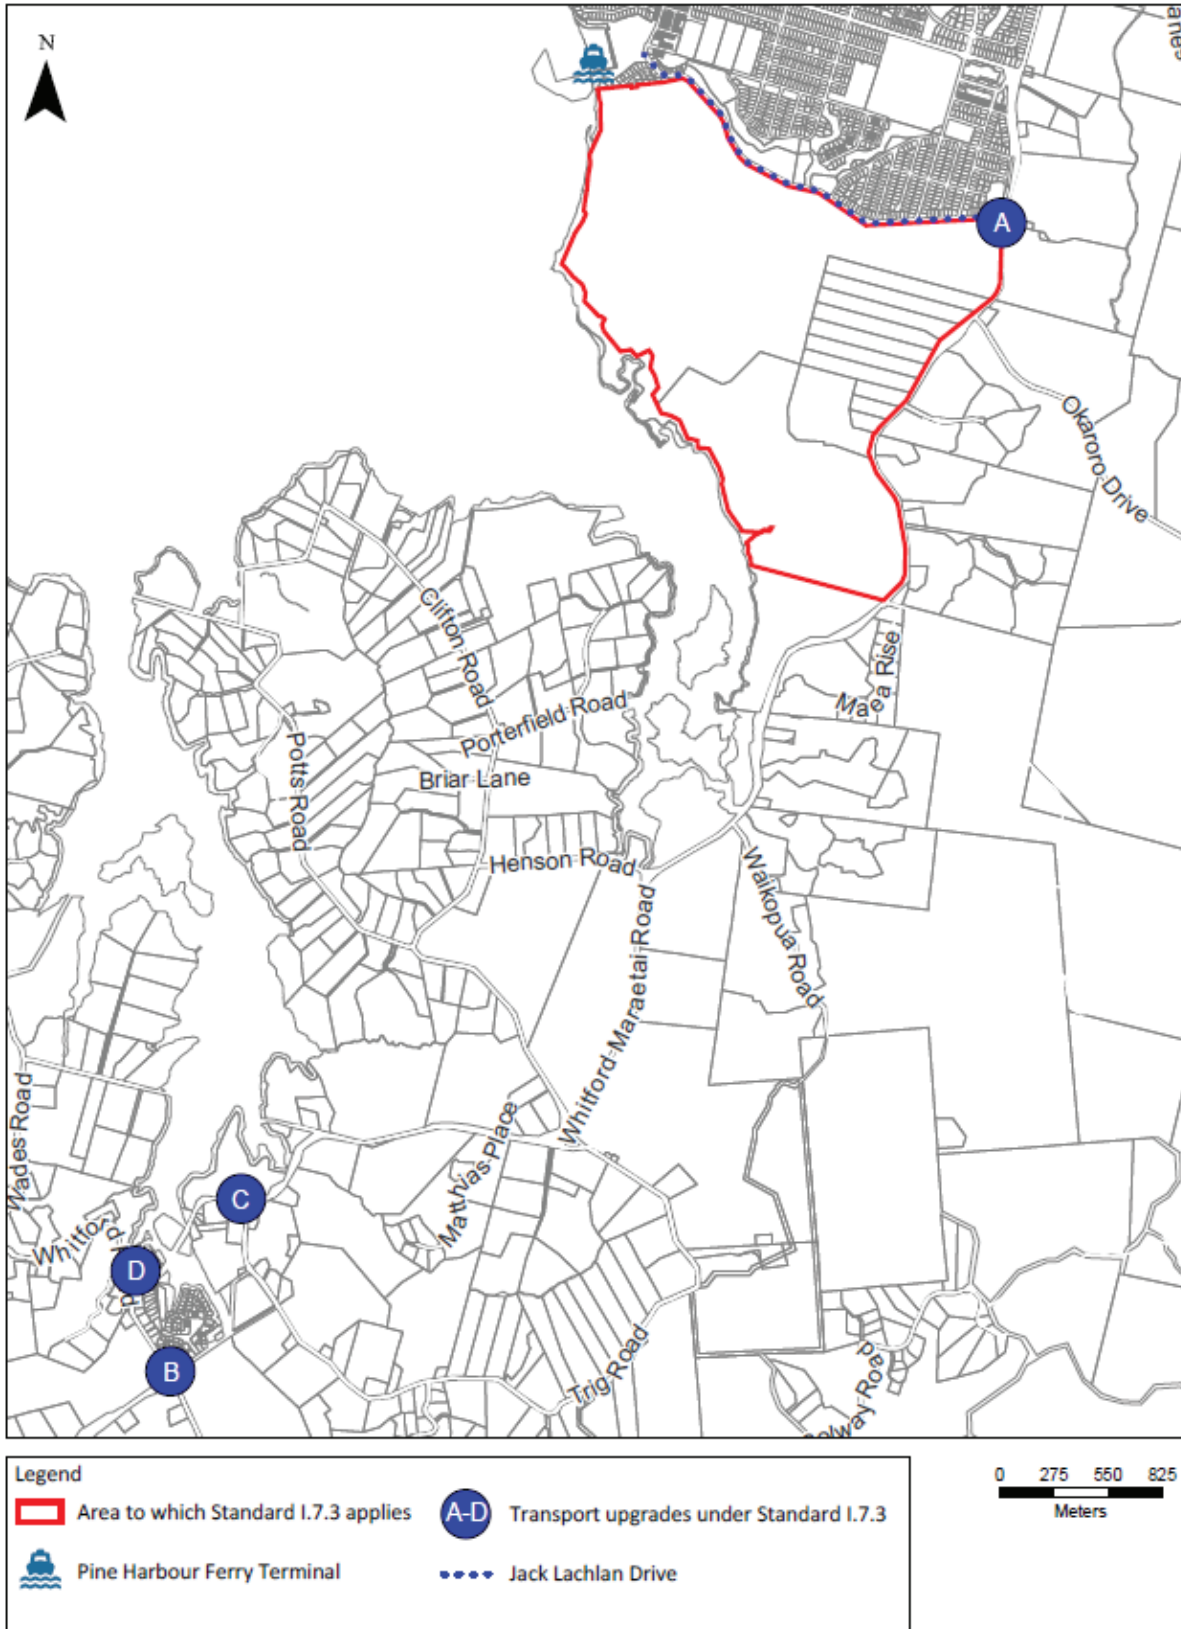 N
A
Okaroro Drive
Clifton Road
Maea Rise
Porterfield Road
Potts Road
Briar Lane
Henson Road
Waikopua Road
Whitford Maraetai Road
Wades Road
Matthias Place
C
Whitford
D
B
Trig Road
Legend
Area to which Standard I.7.3 applies
A-D
Transport upgrades under Standard I.7.3
Pine Harbour Ferry Terminal
Jack Lachlan Drive
0 275 550 825
Meters